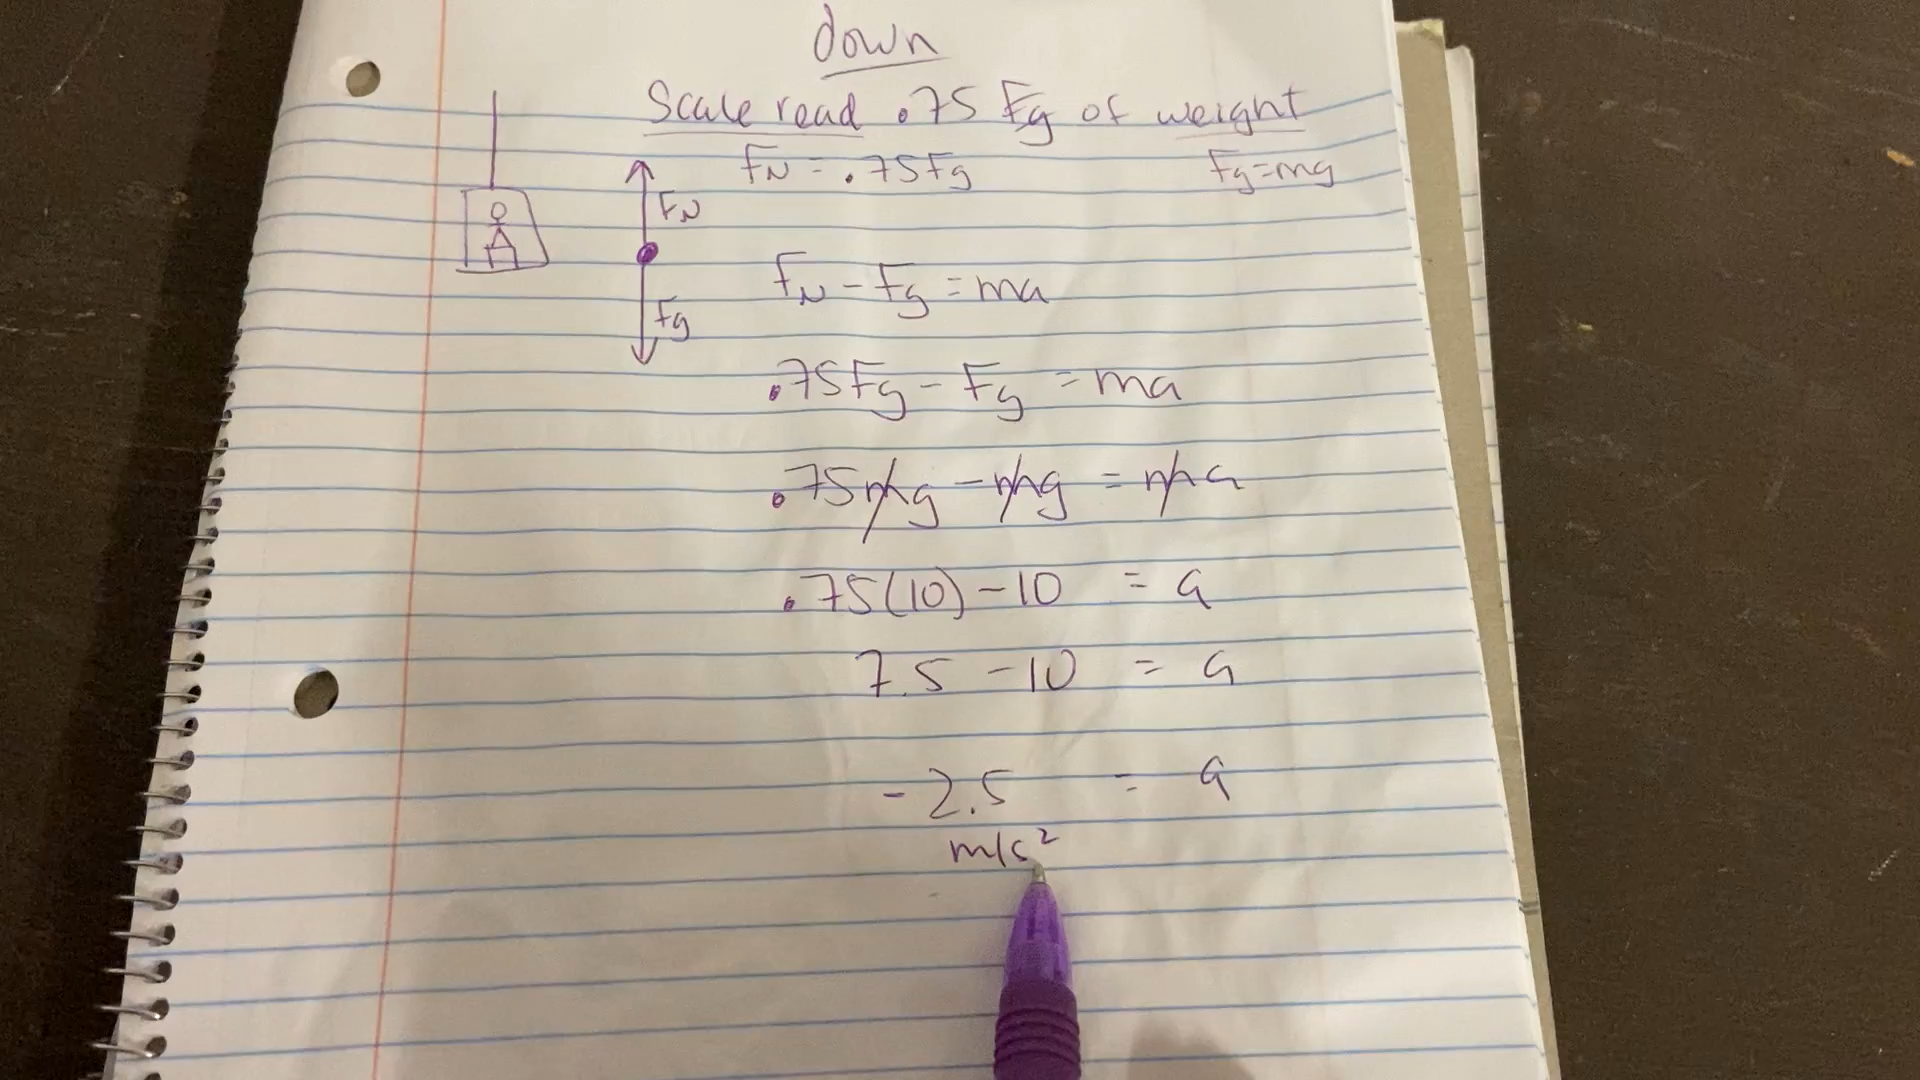 down
Scale read .75 Fg of weight
FN = .75Fg
Fg=mg
FN
Fg
FN - Fg = ma
.75Fg - Fg = ma
.75mg - mg = ma
.75(10) - 10 = a
7.5 - 10 = a
-2.5 = a
m/s²